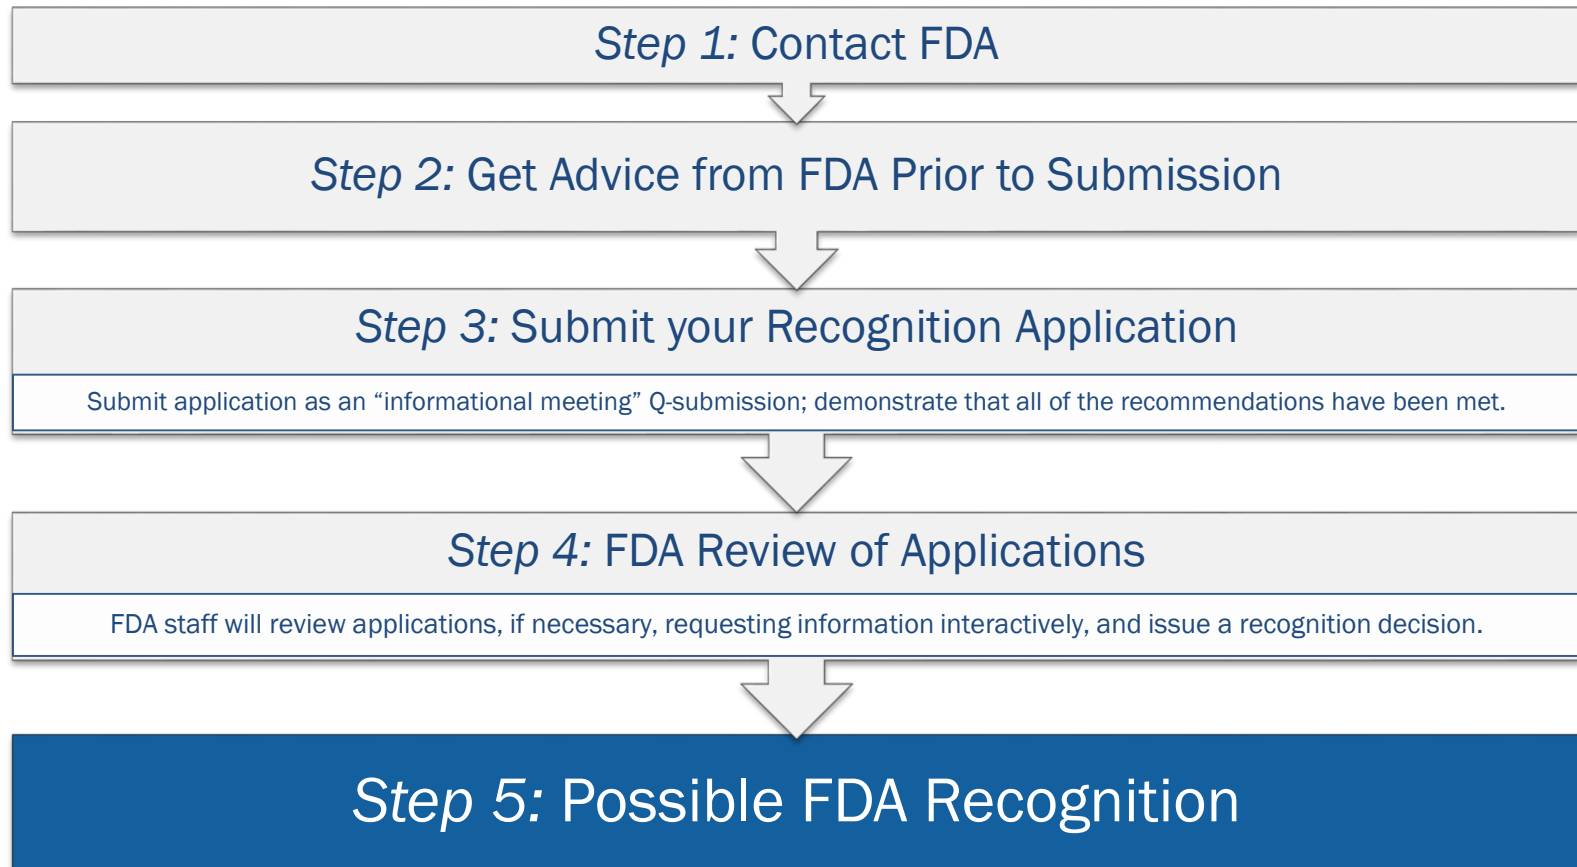 Step 1: Contact FDA
Step 2: Get Advice from FDA Prior to Submission
Step 3: Submit your Recognition Application
Submit application as an “informational meeting” Q-submission; demonstrate that all of the recommendations have been met.
Step 4: FDA Review of Applications
FDA staff will review applications, if necessary, requesting information interactively, and issue a recognition decision.
Step 5: Possible FDA Recognition